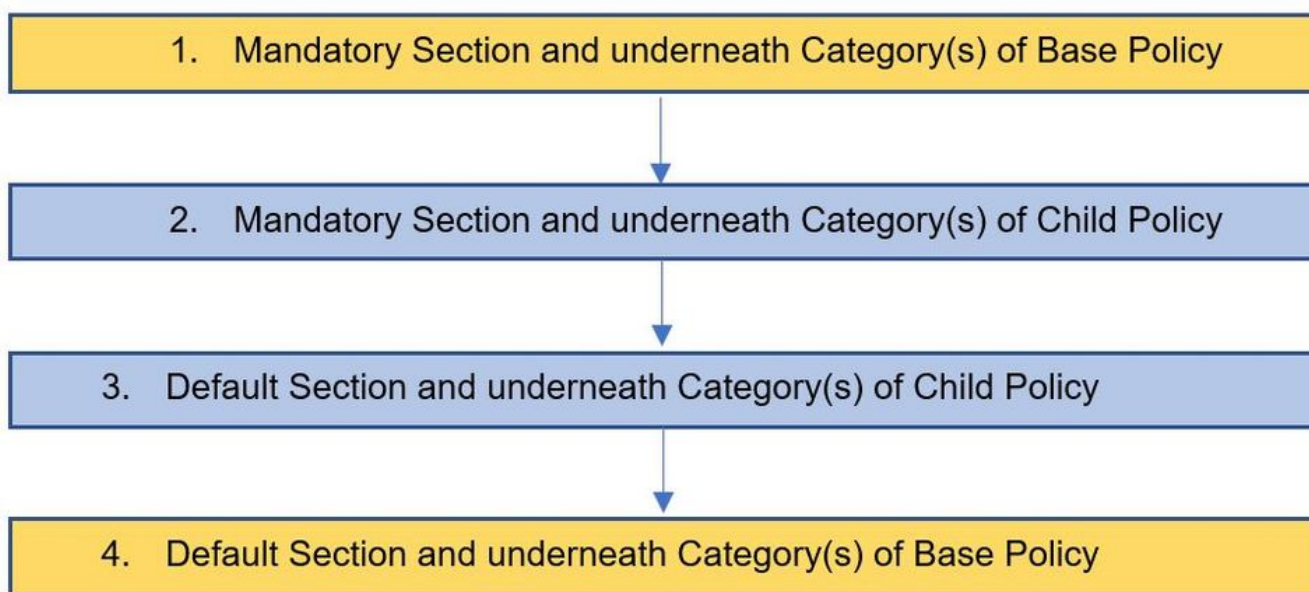 1. Mandatory Section and underneath Category(s) of Base Policy
2. Mandatory Section and underneath Category(s) of Child Policy
3. Default Section and underneath Category(s) of Child Policy
4. Default Section and underneath Category(s) of Base Policy